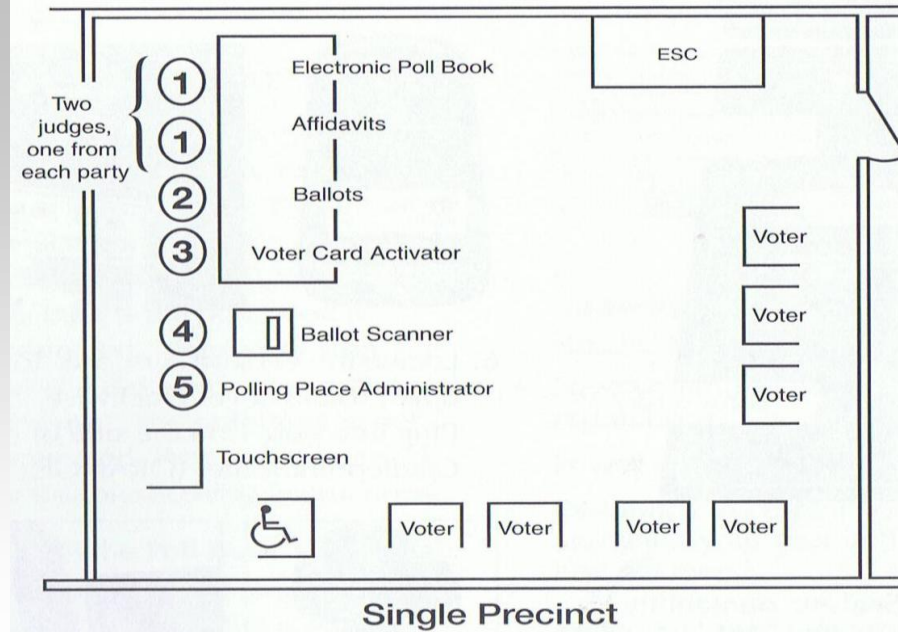 ESC
Electronic Poll Book
1
Two
judges,
one from
each party
1
Affidavits
2
Ballots
3
Voter Card Activator
4
Ballot Scanner
5
Polling Place Administrator
Touchscreen
Voter
Voter
Voter
Voter
Voter
Voter
Voter
Single Precinct